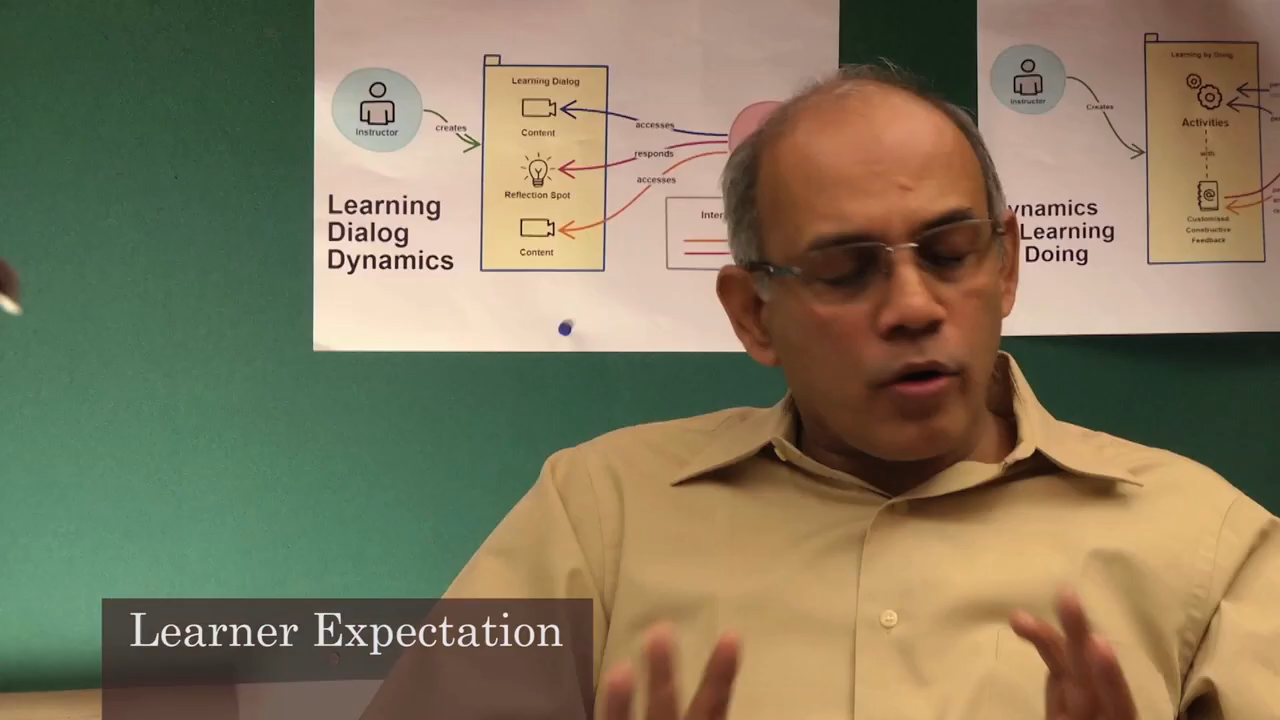 Learning Dialog
Instructor
creates
Content
accesses
responds
accesses
Reflection Spot
Content
Learning
Dialog
Dynamics
Learning by Doing
Instructor
Creates
Activities
with
Customised
Constructive
Feedback
Learning
Doing
Learner Expectation